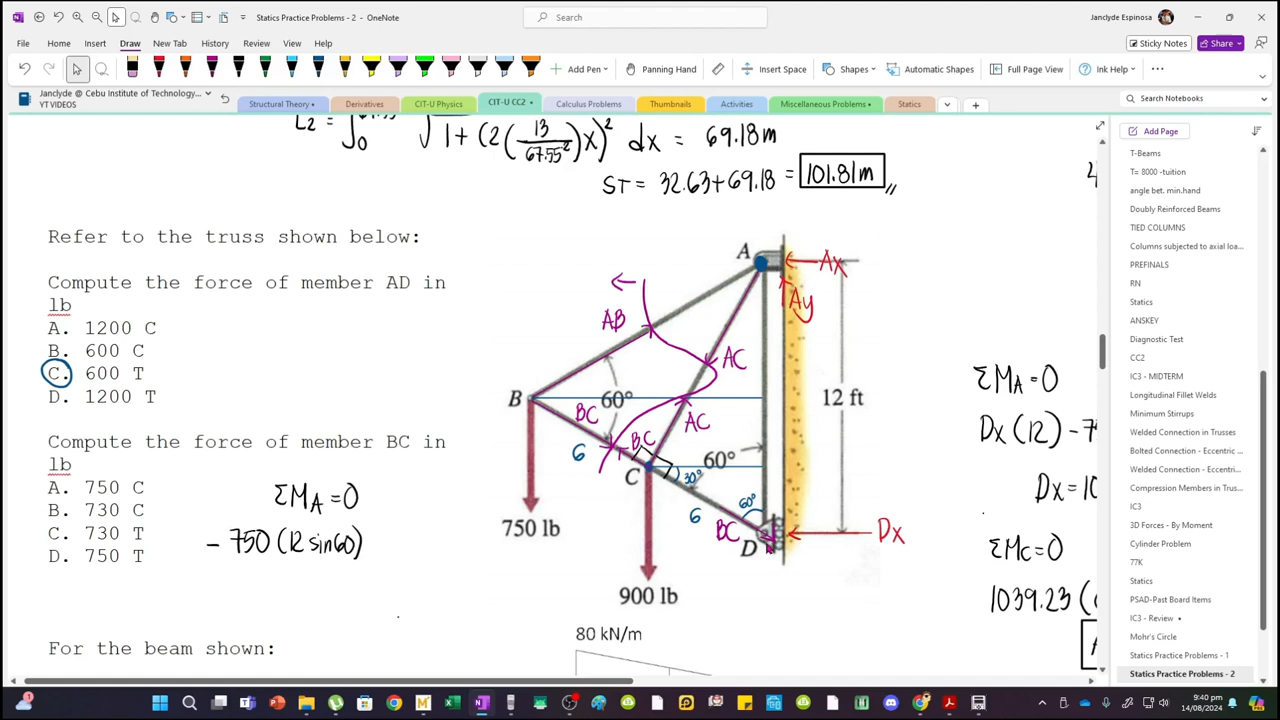 Statics Practice Problems - 2 - OneNote
Search
Janclyde Espinosa
File Home Insert Draw New Tab History Review View Help
Sticky Notes Share
Add Pen Panning Hand Insert Space Shapes Automatic Shapes Full Page View Ink Help
Janclyde @ Cebu Institute of Technology...
YT VIDEOS
Structural Theory Derivatives CIT-U Physics CIT-U CC2 Calculus Problems Thumbnails Activities Miscellaneous Problems Statics
Search Notebooks
Add Page
T-Beams
T= 8000 -tuition
angle bet. min.hand
Doubly Reinforced Beams
TIED COLUMNS
Columns subjected to axial loa...
PREFINALS
RN
Statics
ANSKEY
Diagnostic Test
CC2
IC3 - MIDTERM
Longitudinal Fillet Welds
Minimum Stirrups
Welded Connection in Trusses
Bolted Connection - Eccentric ...
Welded Connection - Eccentri...
Compression Members in Trus...
IC3
3D Forces - By Moment
Cylinder Problem
77K
Statics
PSAD-Past Board Items
IC3 - Review
Mohr's Circle
Statics Practice Problems - 1
Statics Practice Problems - 2
√1 + (2(13/67.55²)x)² dx = 69.18m
ST = 32.63+69.18 = 101.81m
Refer to the truss shown below:
Compute the force of member AD in
lb
A. 1200 C
B. 600 C
C. 600 T
D. 1200 T
Compute the force of member BC in
lb
A. 750 C
B. 730 C
C. 730 T
D. 750 T
ΣMA=0
- 750 (12 sin60)
For the beam shown:
A
Ax
Ay
AB
AC
B
60°
12 ft
BC
AC
BC
6
60°
C
30°
6
60°
BC
D
Dx
750 lb
900 lb
80 kN/m
ΣMA=0
Dx (12) - 7
Dx = 10
ΣMC=0
1039.23 (
9:40 pm
14/08/2024